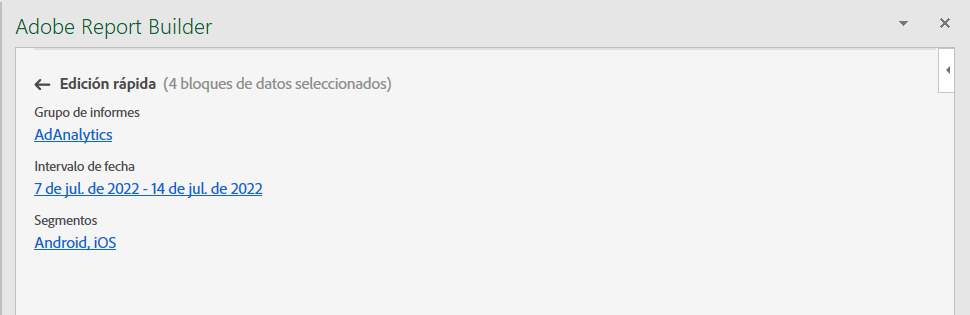 Adobe Report Builder
Edición rápida (4 bloques de datos seleccionados)
Grupo de informes
AdAnalytics
Intervalo de fecha
7 de jul. de 2022 - 14 de jul. de 2022
Segmentos
Android, iOS